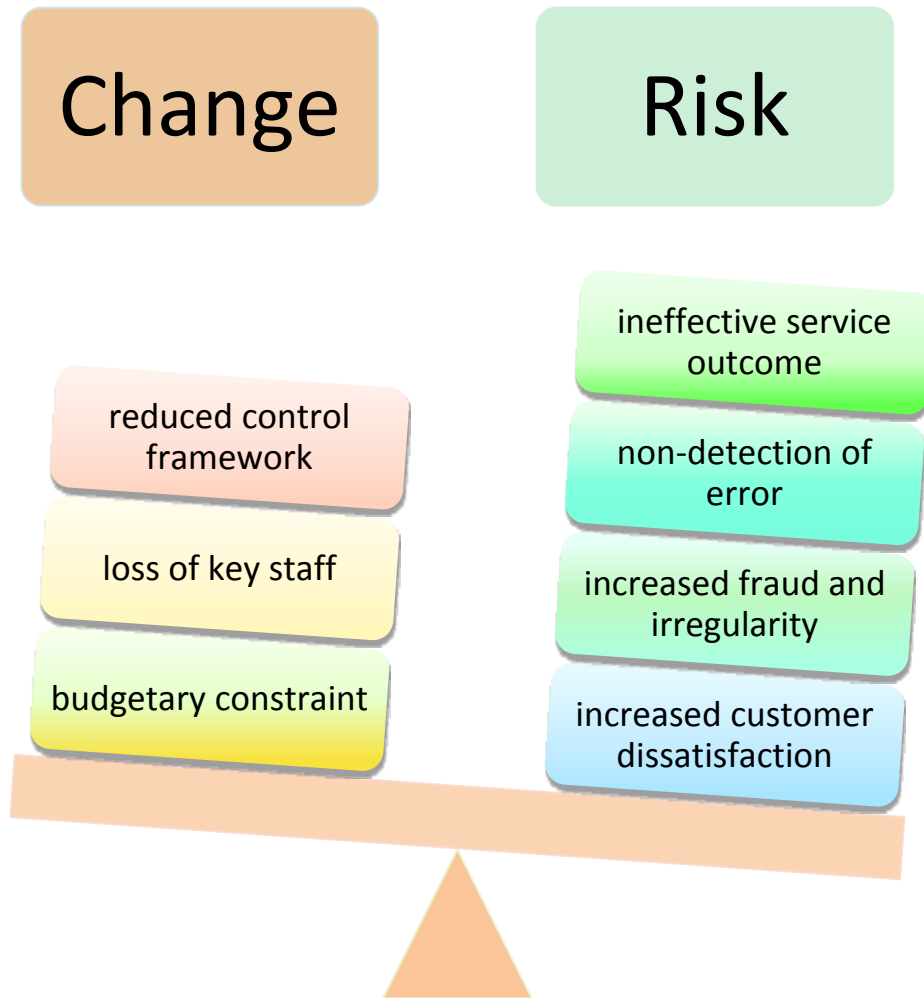 Change
Risk
reduced control
framework
loss of key staff
budgetary constraint
ineffective service
outcome
non-detection of
error
increased fraud and
irregularity
increased customer
dissatisfaction